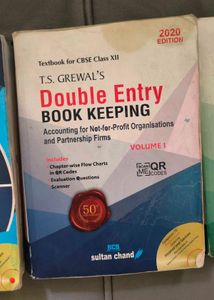 2020
EDITION
Textbook for CBSE Class XII
T.S. GREWAL'S
Double Entry
BOOK KEEPING
Accounting for Not-for-Profit Organisations
and Partnership Firms
VOLUME I
Includes
Chapter-wise Flow Charts
in QR Codes
Evaluation Questions
Scanner
QR
CODES
50
sultan chand